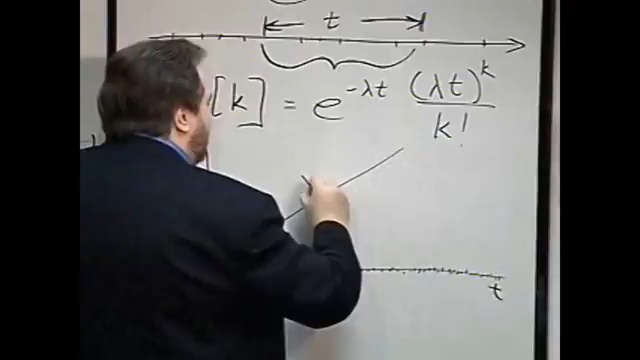 t
[k] = e^{-λt} (λt)^k / k!
t